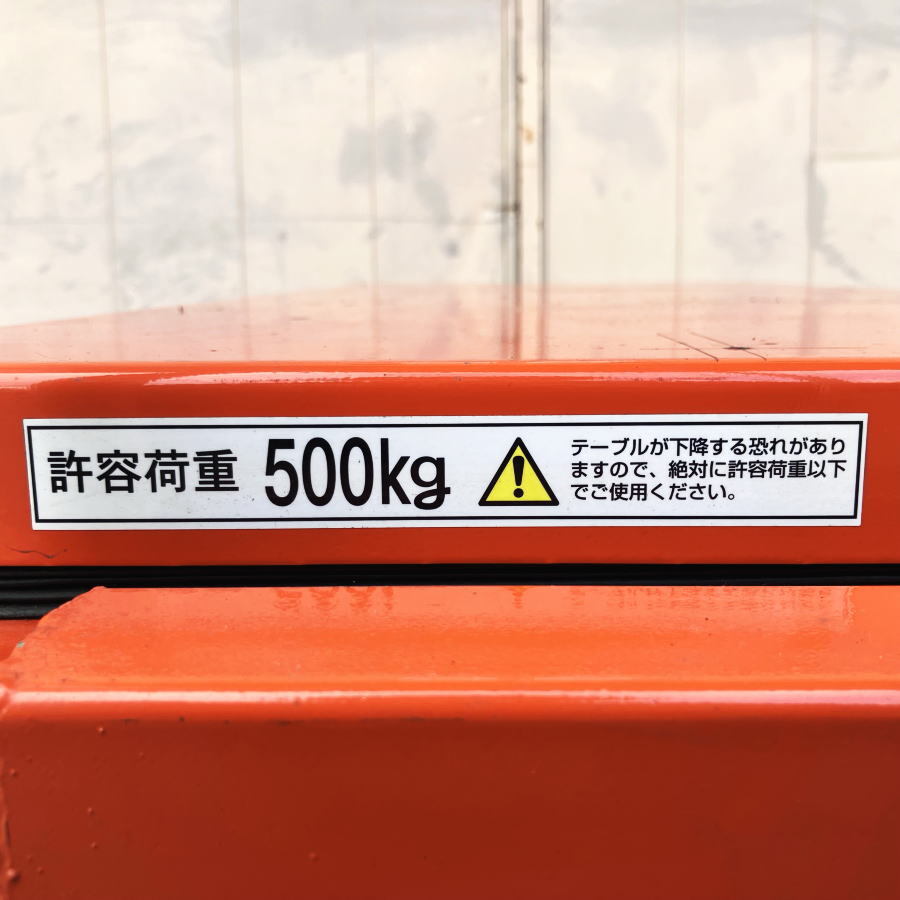 許容荷重 500kg
テーブルが下降する恐れがあり
ますので、絶対に許容荷重以下
でご使用ください。